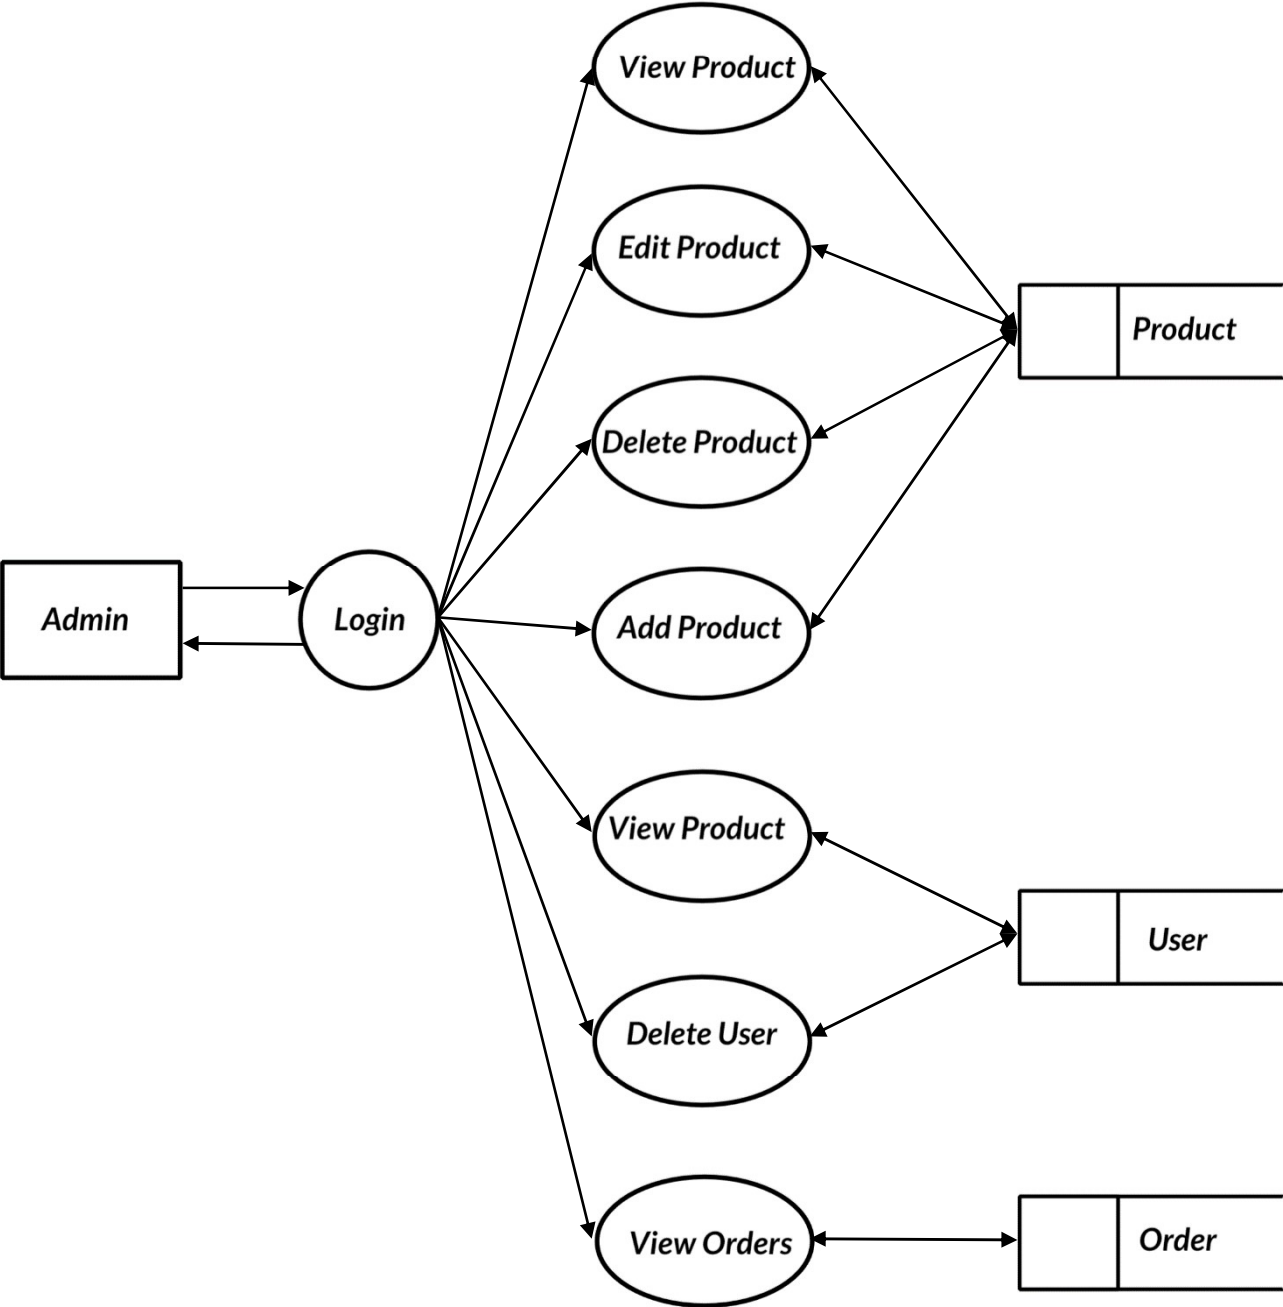 View Product
Edit Product
Product
Delete Product
Admin
Login
Add Product
View Product
User
Delete User
View Orders
Order